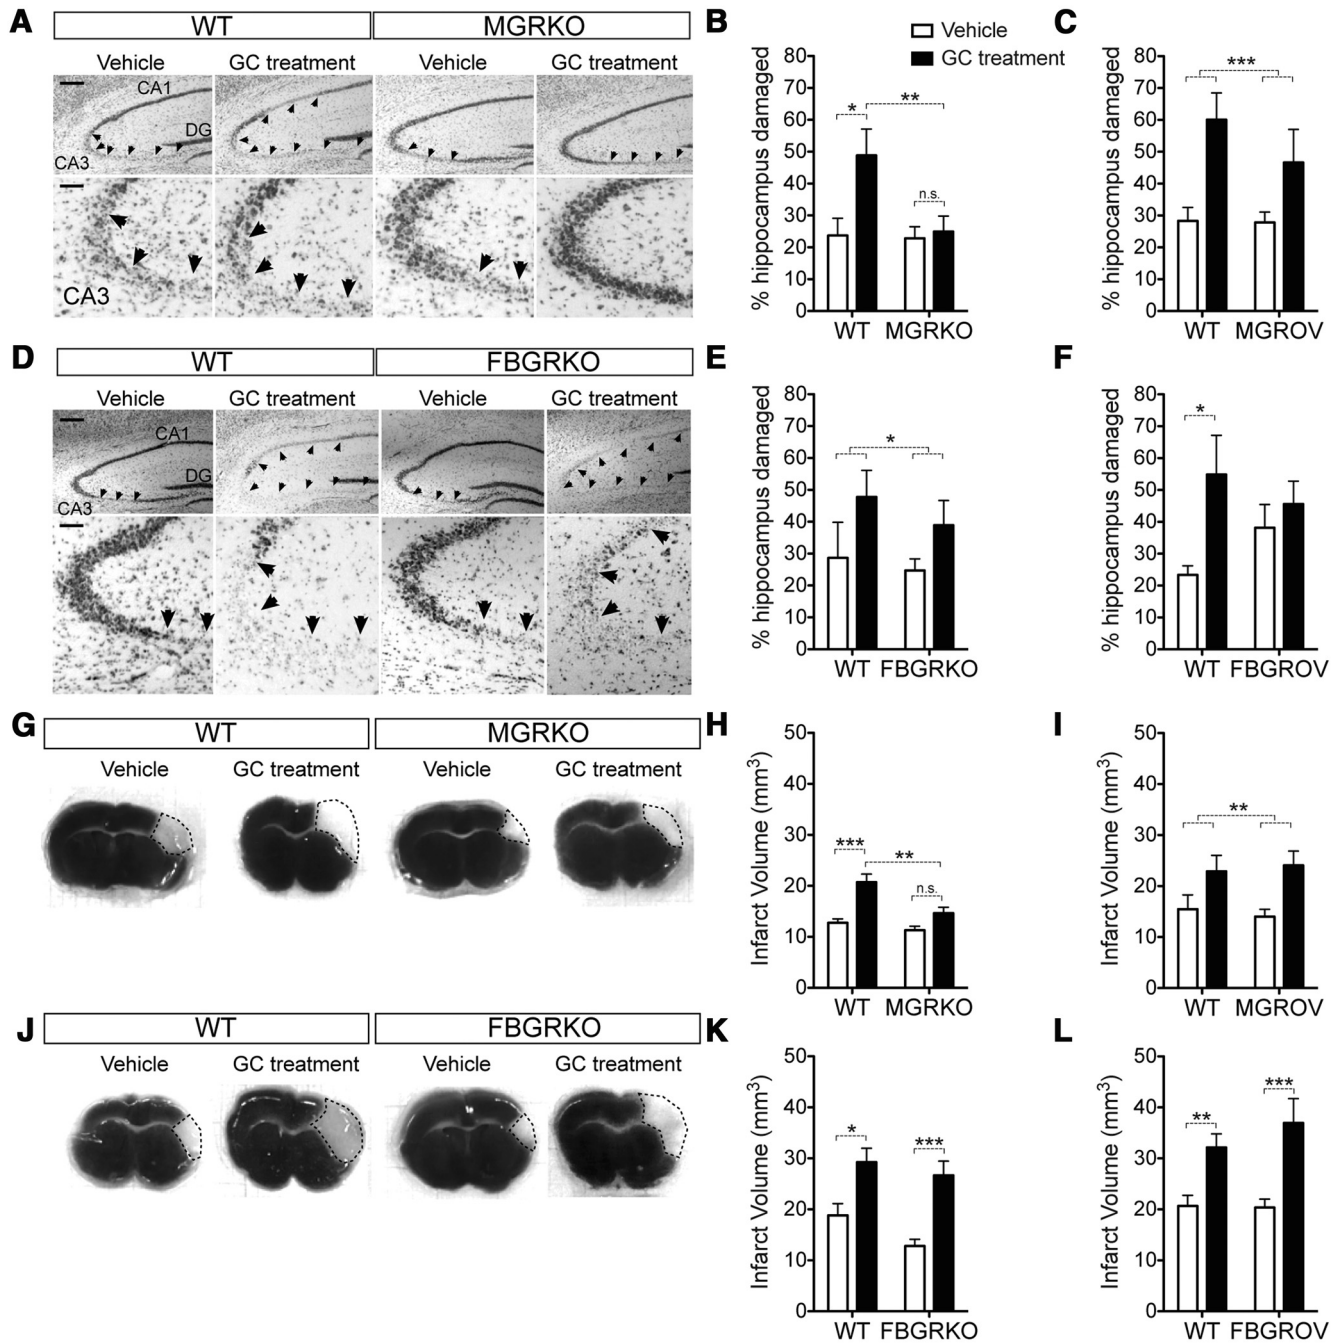 A
WT MGRKO
Vehicle GC treatment Vehicle GC treatment
CA1
DG
CA3
CA3
B
Vehicle
GC treatment
% hippocampus damaged
80
70
60
50
40
30
20
10
0
* ** n.s.
WT MGRKO
C
% hippocampus damaged
80
70
60
50
40
30
20
10
0
***
WT MGROV
D
WT FBGRKO
Vehicle GC treatment Vehicle GC treatment
CA1
DG
CA3
E
% hippocampus damaged
80
70
60
50
40
30
20
10
0
*
WT FBGRKO
F
% hippocampus damaged
80
70
60
50
40
30
20
10
0
*
WT FBGROV
G
WT MGRKO
Vehicle GC treatment Vehicle GC treatment
H
Infarct Volume (mm³)
50
40
30
20
10
0
*** ** n.s.
WT MGRKO
I
Infarct Volume (mm³)
50
40
30
20
10
0
**
WT MGROV
J
WT FBGRKO
Vehicle GC treatment Vehicle GC treatment
K
Infarct Volume (mm³)
50
40
30
20
10
0
* ***
WT FBGRKO
L
Infarct Volume (mm³)
50
40
30
20
10
0
** ***
WT FBGROV